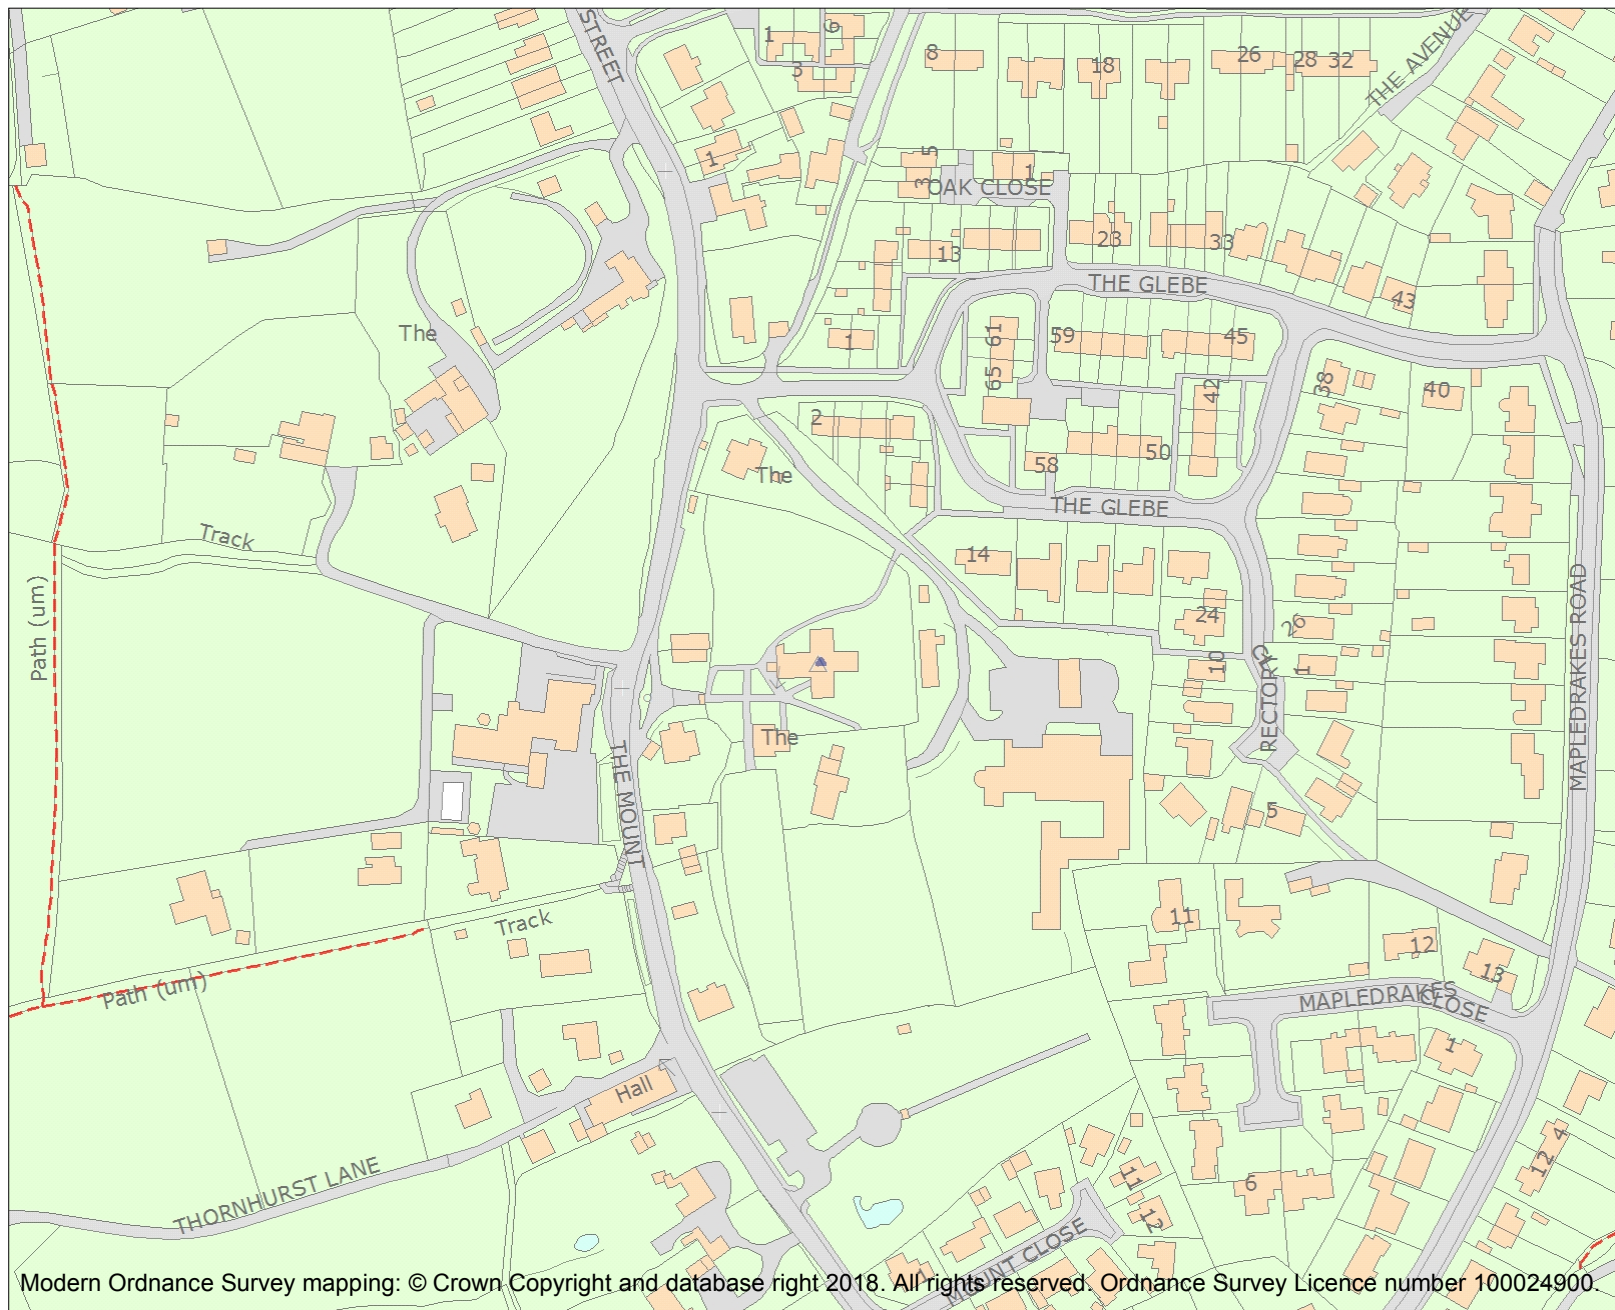 STREET
1
6
3
8
18
26
28
32
THE AVENUE
1
5
3
1
OAK CLOSE
23
33
13
THE GLEBE
43
The
1
61
59
45
65
42
38
40
2
The
50
58
THE GLEBE
Track
14
Path (um)
24
26
10
1
RECTORY
CL
MAPLEDRAKES ROAD
The
THE MOUNT
5
11
Track
12
13
Path (um)
MAPLEDRAKES
CLOSE
1
Hall
4
12
THORNHURST LANE
11
6
12
MOUNT CLOSE
1
Modern Ordnance Survey mapping: © Crown Copyright and database right 2018. All rights reserved. Ordnance Survey Licence number 100024900.